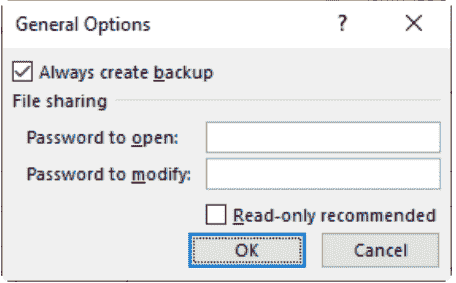 General Options ?
Always create backup
File sharing
Password to open:
Password to modify:
Read-only recommended
OK Cancel